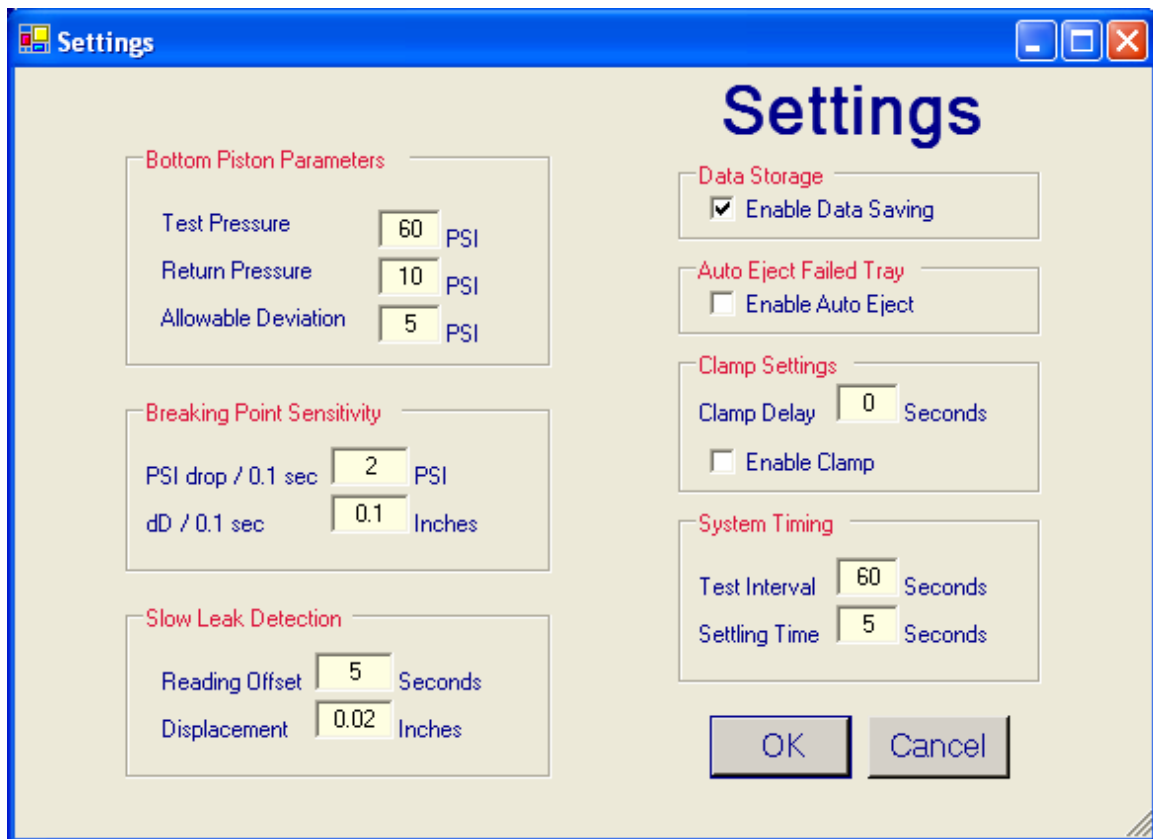 Settings
Settings
Bottom Piston Parameters
Test Pressure 60 PSI
Return Pressure 10 PSI
Allowable Deviation 5 PSI
Breaking Point Sensitivity
PSI drop / 0.1 sec 2 PSI
dD / 0.1 sec 0.1 Inches
Slow Leak Detection
Reading Offset 5 Seconds
Displacement 0.02 Inches
Data Storage
Enable Data Saving
Auto Eject Failed Tray
Enable Auto Eject
Clamp Settings
Clamp Delay 0 Seconds
Enable Clamp
System Timing
Test Interval 60 Seconds
Settling Time 5 Seconds
OK Cancel